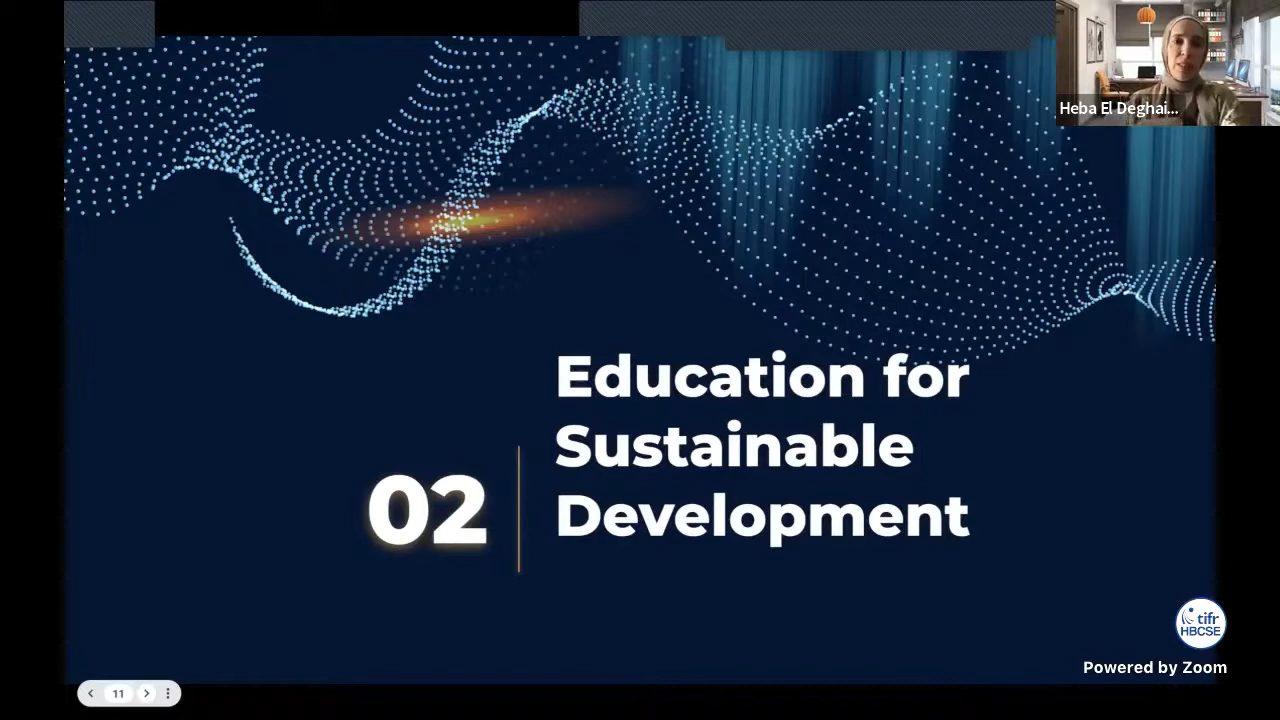 Heba El Deghai...
Education for
Sustainable
Development
02
tifr
HBCSE
Powered by Zoom
11